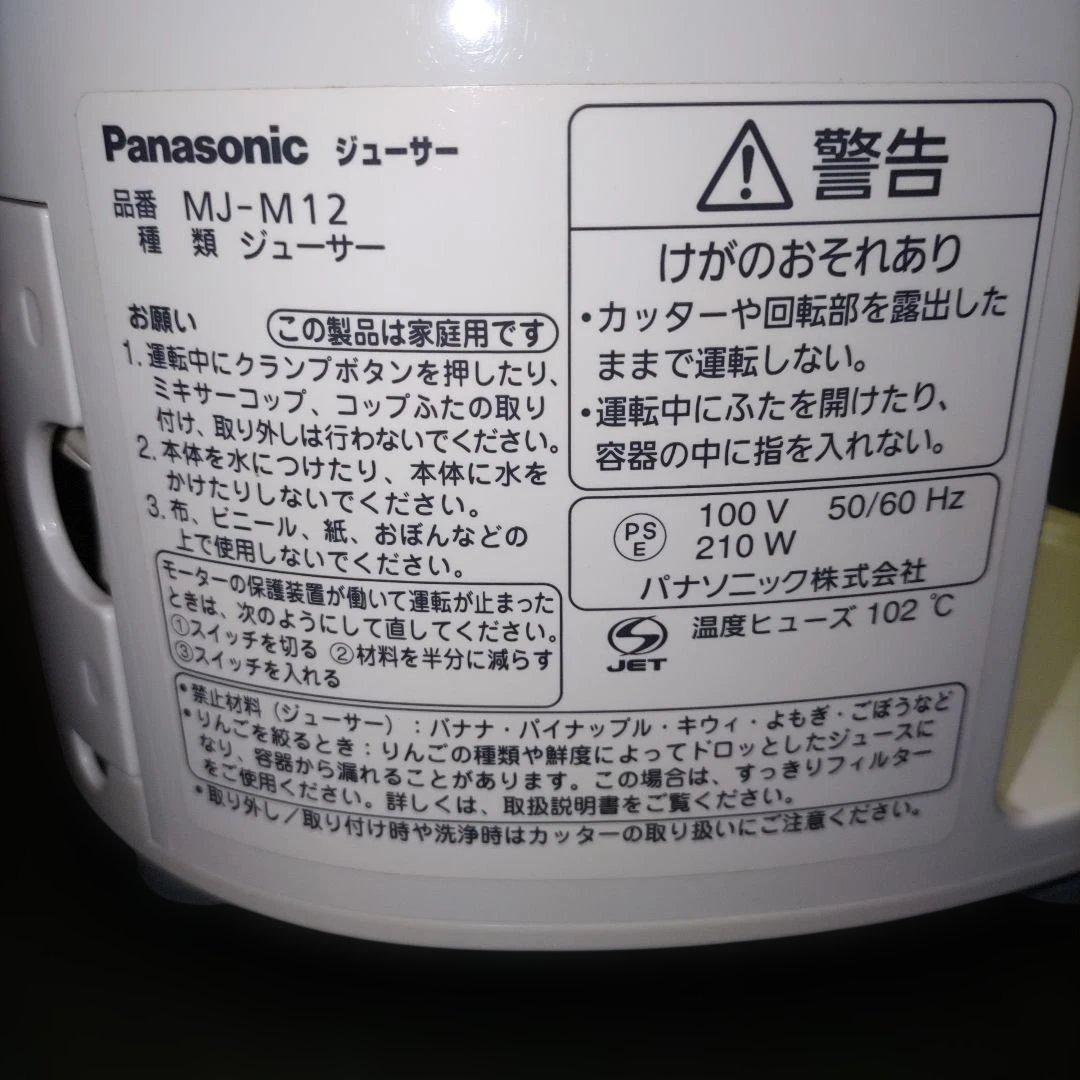 Panasonic ジューサー
品番 MJ-M12
種 類 ジューサー
お願い この製品は家庭用です
1. 運転中にクランプボタンを押したり、
ミキサーコップ、コップふたの取り
付け、取り外しは行わないでください。
2. 本体を水につけたり、本体に水を
かけたりしないでください。
3. 布、ビニール、紙、おぼんなどの
上で使用しないでください。
モーターの保護装置が働いて運転が止まった
ときは、次のようにして直してください。
①スイッチを切る ②材料を半分に減らす
③スイッチを入れる
警告
けがのおそれあり
・カッターや回転部を露出した
ままで運転しない。
・運転中にふたを開けたり、
容器の中に指を入れない。
PS
E
100 V 50/60 Hz
210 W
パナソニック株式会社
JET
温度ヒューズ 102 ℃
・禁止材料（ジューサー）：バナナ・パイナップル・キウィ・よもぎ・ごぼうなど
・りんごを絞るとき：りんごの種類や鮮度によってドロッとしたジュースに
なり、容器から漏れることがあります。この場合は、すっきりフィルター
をご使用ください。詳しくは、取扱説明書をご覧ください。
・取り外し／取り付け時や洗浄時はカッターの取り扱いにご注意ください。